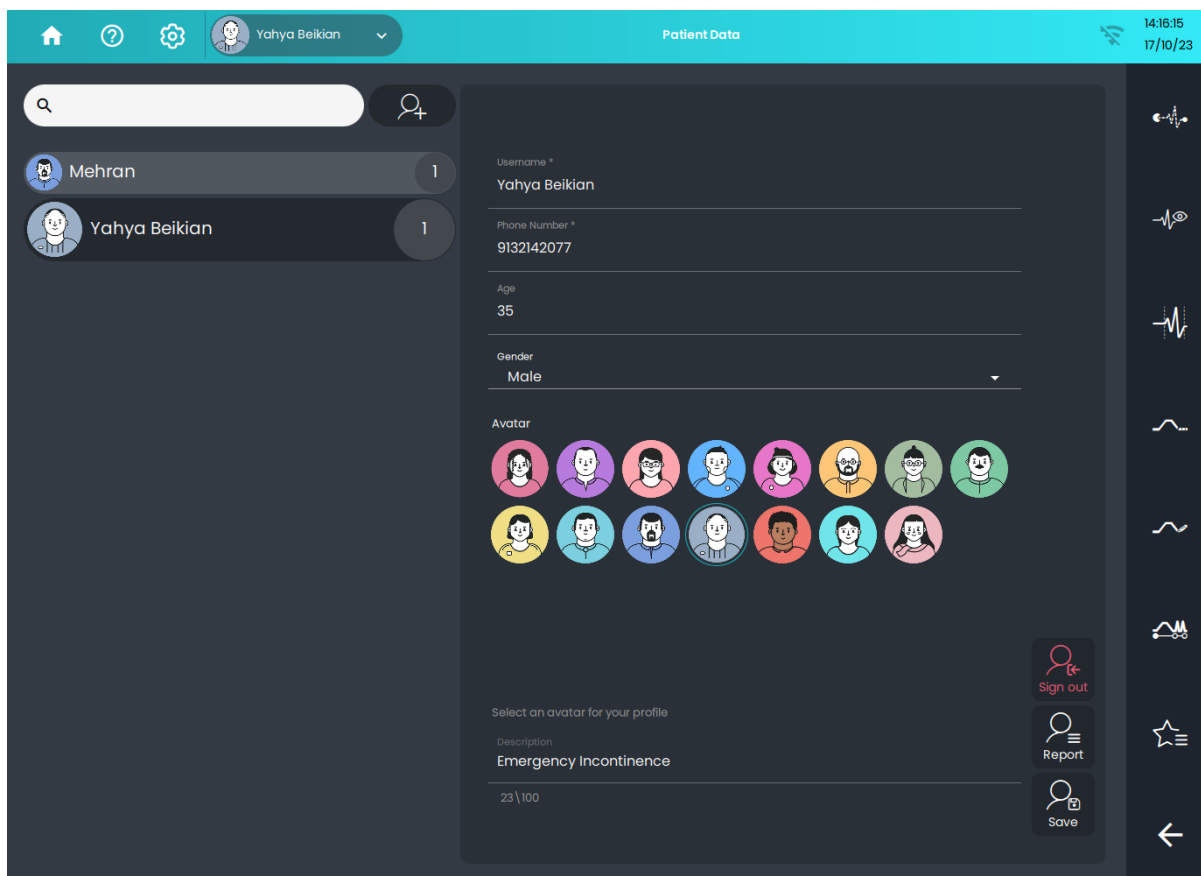 Yahya Beikian
Patient Data
14:16:15
17/10/23
Mehran
1
Yahya Beikian
1
Username *
Yahya Beikian
Phone Number *
9132142077
Age
35
Gender
Male
Avatar
Sign out
Select an avatar for your profile
Report
Description
Emergency Incontinence
23\100
Save